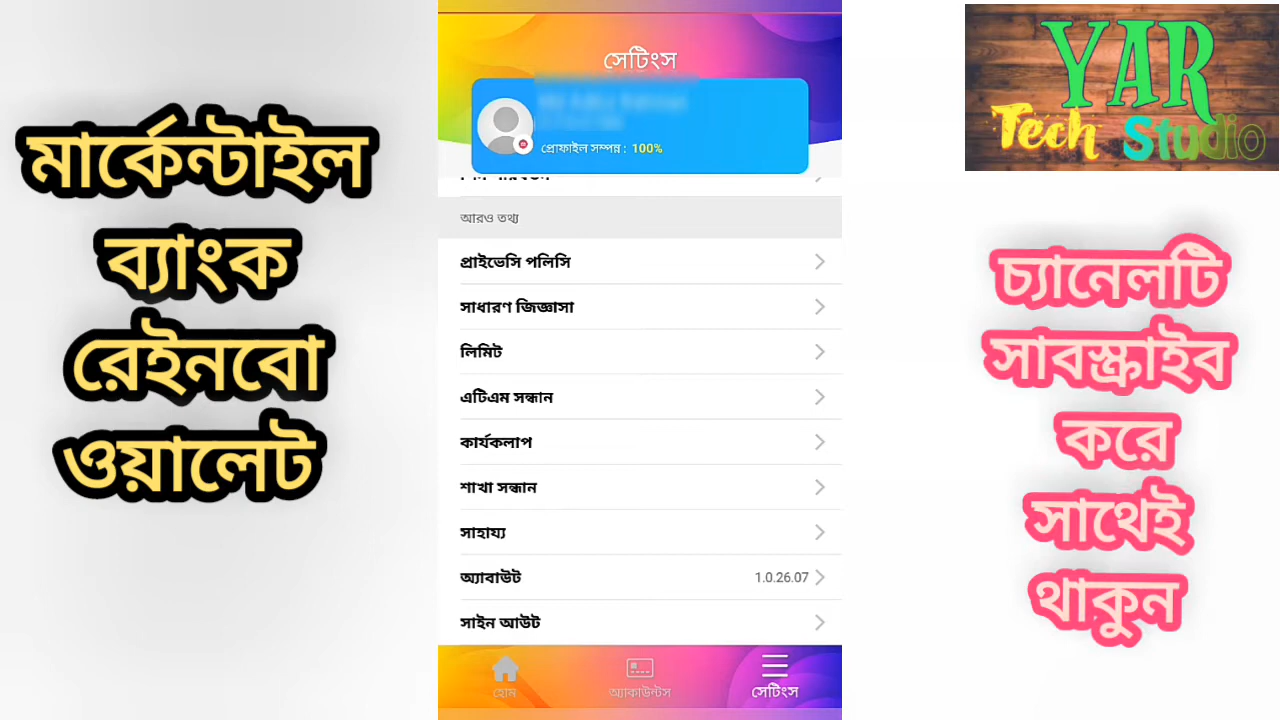 মার্কেন্টাইল
ব্যাংক
রেইনবো
ওয়ালেট
সেটিংস
প্রোফাইল সম্পন্ন : 100%
আরও তথ্য
প্রাইভেসি পলিসি
সাধারণ জিজ্ঞাসা
লিমিট
এটিএম সন্ধান
কার্যকলাপ
শাখা সন্ধান
সাহায্য
অ্যাবাউট 1.0.26.07
সাইন আউট
হোম অ্যাকাউন্টস সেটিংস
YAR
Tech Studio
চ্যানেলটি
সাবস্ক্রাইব
করে
সাথেই
থাকুন